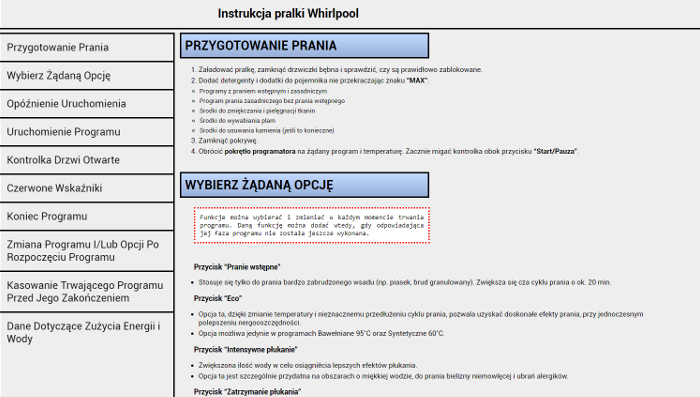 Instrukcja pralki Whirlpool
Przygotowanie Prania
Wybierz Żądaną Opcję
Opóźnienie Uruchomienia
Uruchomienie Programu
Kontrolka Drzwi Otwarte
Czerwone Wskaźniki
Koniec Programu
Zmiana Programu I/Lub Opcji Po
Rozpoczęciu Programu
Kasowanie Trwającego Programu
Przed Jego Zakończeniem
Dane Dotyczące Zużycia Energii i
Wody
PRZYGOTOWANIE PRANIA
1. Załadować pralkę, zamknąć drzwiczki bębna i sprawdzić, czy są prawidłowo zablokowane.
2. Dodać detergenty i dodatki do pojemnika nie przekraczając znaku "MAX":
Programy z praniem wstępnym i zasadniczym
Program prania zasadniczego bez prania wstępnego
Środki do zmiękczania i pielęgnacji tkanin
Środki do wywabiania plam
Środki do usuwania kamienia (jeśli to konieczne)
3. Zamknąć pokrywę.
4. Obrócić pokrętło programatora na żądany program i temperaturę. Zacznie migać kontrolka obok przycisku "Start/Pauza".
WYBIERZ ŻĄDANĄ OPCJĘ
Funkcje można wybierać i zmieniać w każdym momencie trwania
programu. Daną funkcję można dodać wtedy, gdy odpowiadająca
jej faza programu nie została jeszcze wykonana.
Przycisk "Pranie wstępne"
Stosuje się tylko do prania bardzo zabrudzonego wsadu (np. piasek, brud granulowany). Zwiększa się cza cyklu prania o ok. 20 min.
Przycisk "Eco"
Opcja ta, dzięki zmianie temperatury i nieznacznemu przedłużeniu cyklu prania, pozwala uzyskać doskonałe efekty prania, przy jednoczesnym
polepszeniu nergooszczędności.
Opcja możliwa jedynie w programach Bawełniane 95°C oraz Syntetyczne 60°C.
Przycisk "Intensywne płukanie"
Zwiększona ilość wody w celu osiągnięcia lepszych efektów płukania.
Opcja ta jest szczególnie przydatna na obszarach o miękkiej wodzie, do prania bielizny niemowlęcej i ubrań alergików.
Przycisk "Zatrzymanie płukania"